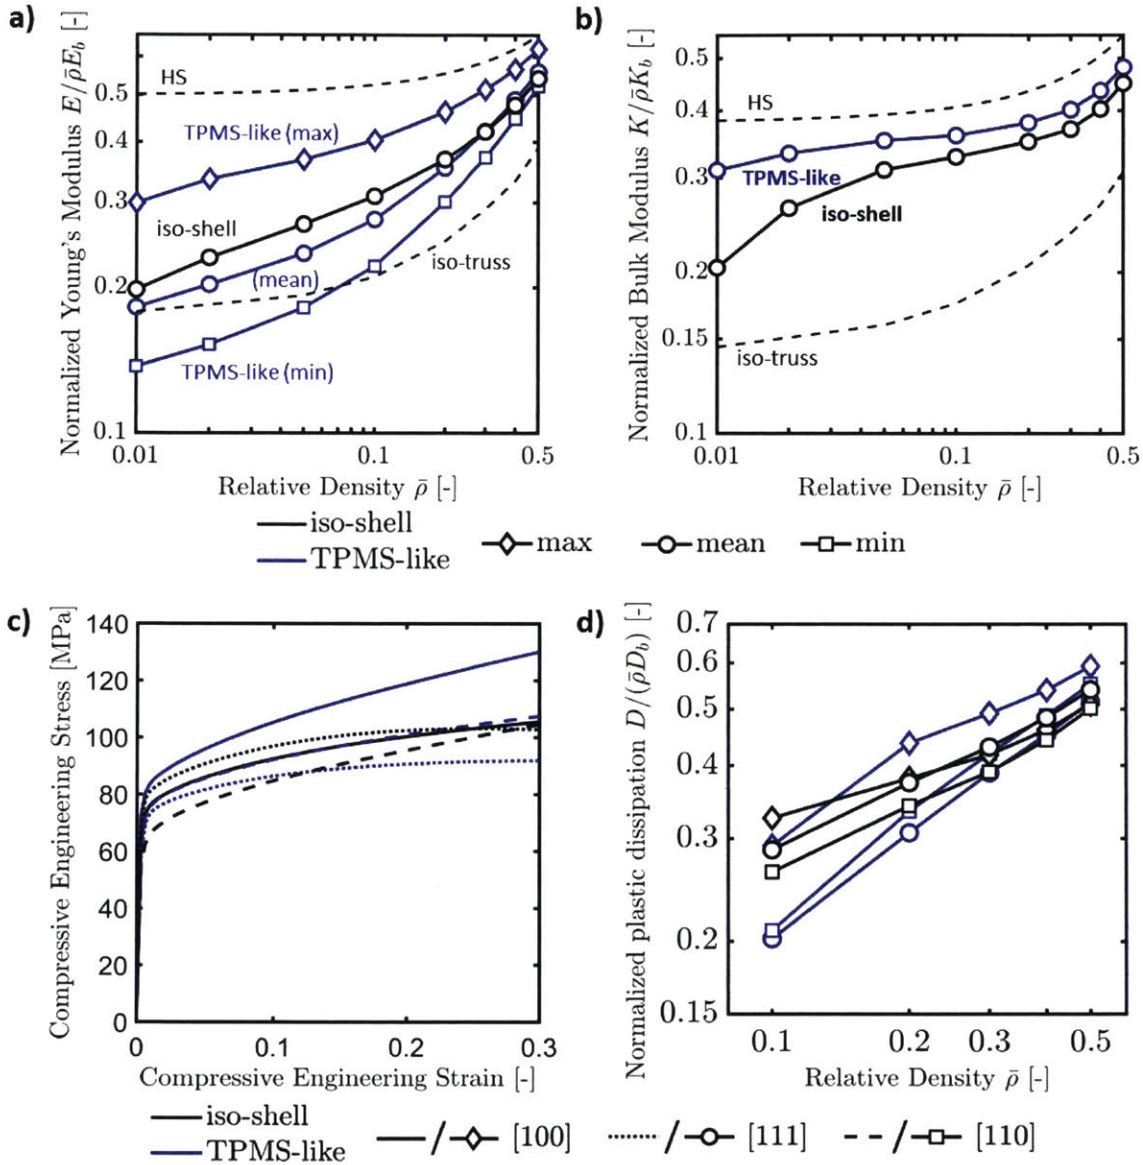 a)
Normalized Young's Modulus E/ρ̄E_b [-]
0.5
0.4
0.3
0.2
0.1
HS
TPMS-like (max)
iso-shell
(mean)
iso-truss
TPMS-like (min)
0.01
0.1
0.5
Relative Density ρ̄ [-]
b)
Normalized Bulk Modulus K/ρ̄K_b [-]
0.5
0.4
0.3
0.2
0.15
0.1
HS
TPMS-like
iso-shell
iso-truss
0.01
0.1
0.5
Relative Density ρ̄ [-]
iso-shell
TPMS-like
max
mean
min
c)
Compressive Engineering Stress [MPa]
140
120
100
80
60
40
20
0
0
0.1
0.2
0.3
Compressive Engineering Strain [-]
d)
Normalized plastic dissipation D/(ρ̄D_b) [-]
0.7
0.6
0.5
0.4
0.3
0.2
0.15
0.1
0.2
0.3
0.4
0.5
Relative Density ρ̄ [-]
iso-shell
TPMS-like
/ [100]
/ [111]
/ [110]